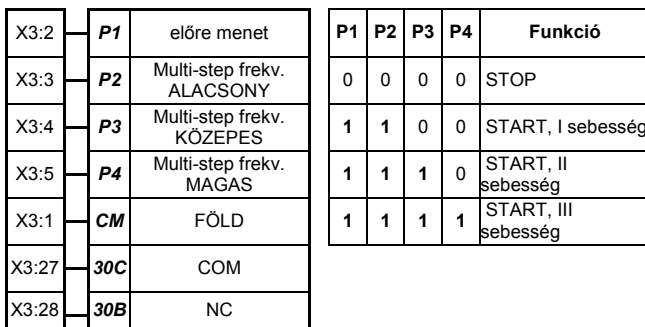 X3:2 P1 előre menet
X3:3 P2 Multi-step frekv.
ALACSONY
X3:4 P3 Multi-step frekv.
KÖZEPES
X3:5 P4 Multi-step frekv.
MAGAS
X3:1 CM FÖLD
X3:27 30C COM
X3:28 30B NC
P1 P2 P3 P4 Funkció
0 0 0 0 STOP
1 1 0 0 START, I sebesség
1 1 1 0 START, II
sebesség
1 1 1 1 START, III
sebesség